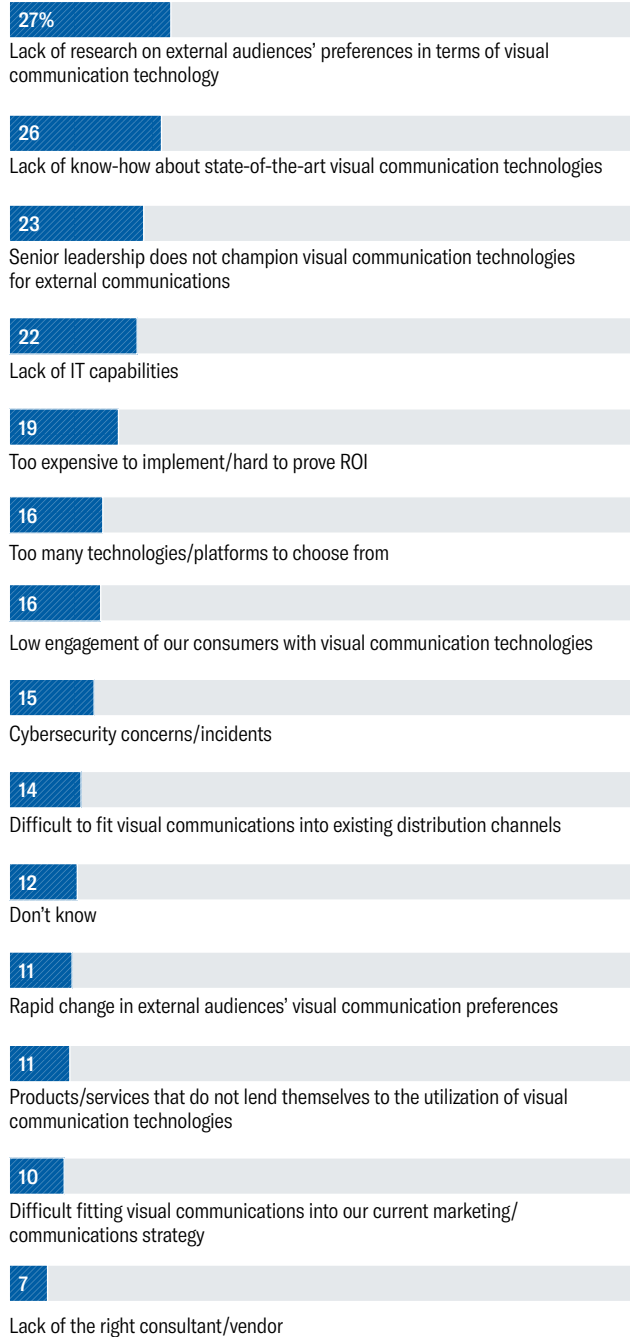 27%
Lack of research on external audiences’ preferences in terms of visual
communication technology
26
Lack of know-how about state-of-the-art visual communication technologies
23
Senior leadership does not champion visual communication technologies
for external communications
22
Lack of IT capabilities
19
Too expensive to implement/hard to prove ROI
16
Too many technologies/platforms to choose from
16
Low engagement of our consumers with visual communication technologies
15
Cybersecurity concerns/incidents
14
Difficult to fit visual communications into existing distribution channels
12
Don’t know
11
Rapid change in external audiences’ visual communication preferences
11
Products/services that do not lend themselves to the utilization of visual
communication technologies
10
Difficult fitting visual communications into our current marketing/
communications strategy
7
Lack of the right consultant/vendor